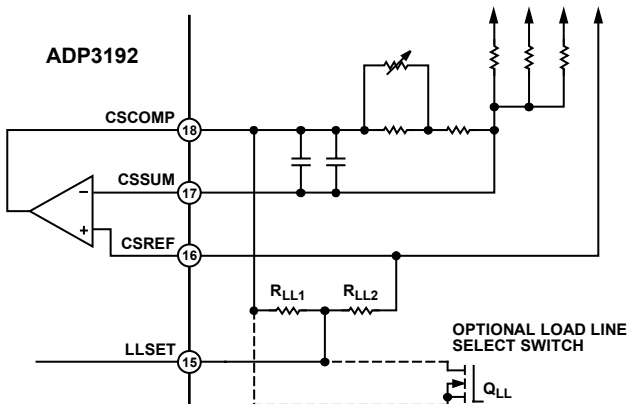 ADP3192
CSCOMP
18
CSSUM
17
CSREF
16
RLL1
RLL2
LLSET
15
OPTIONAL LOAD LINE
SELECT SWITCH
QLL